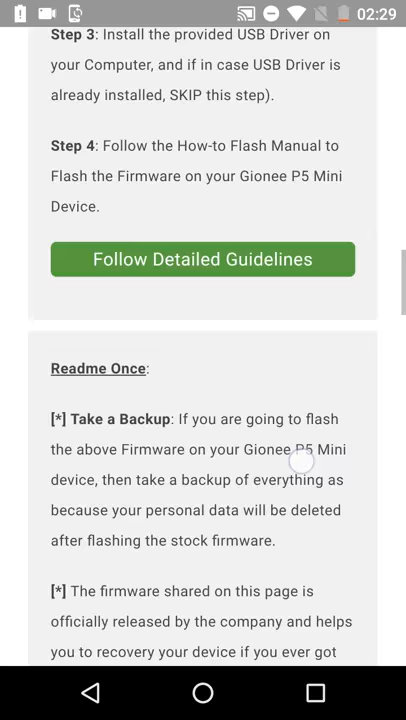 02:29
Step 3: Install the provided USB Driver on
your Computer, and if in case USB Driver is
already installed, SKIP this step).
Step 4: Follow the How-to Flash Manual to
Flash the Firmware on your Gionee P5 Mini
Device.
Follow Detailed Guidelines
Readme Once:
[*] Take a Backup: If you are going to flash
the above Firmware on your Gionee P5 Mini
device, then take a backup of everything as
because your personal data will be deleted
after flashing the stock firmware.
[*] The firmware shared on this page is
officially released by the company and helps
you to recovery your device if you ever got